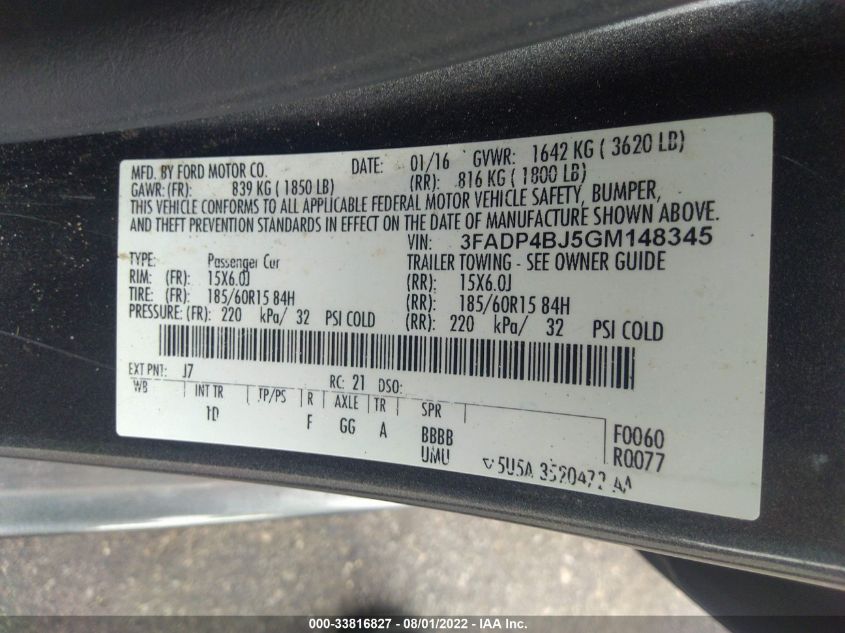 MFD. BY FORD MOTOR CO. DATE: 01/16 GVWR: 1642 KG ( 3620 LB)
GAWR: (FR): 839 KG ( 1850 LB) (RR): 816 KG ( 1800 LB)
THIS VEHICLE CONFORMS TO ALL APPLICABLE FEDERAL MOTOR VEHICLE SAFETY, BUMPER,
AND THEFT PREVENTION STANDARDS IN EFFECT ON THE DATE OF MANUFACTURE SHOWN ABOVE.
VIN: 3FADP4BJ5GM148345
TYPE: Passenger Car TRAILER TOWING - SEE OWNER GUIDE
RIM: (FR): 15X6.0J (RR): 15X6.0J
TIRE: (FR): 185/60R15 84H (RR): 185/60R15 84H
PRESSURE: (FR): 220 kPa/ 32 PSI COLD (RR): 220 kPa/ 32 PSI COLD
EXT PNT: J7 RC: 21 DSO:
WB INT TR TP/PS R AXLE TR SPR
1D F GG A BBBB F0060
UMU R0077
5U5A 3520472 AA
000-33816827 - 08/01/2022 - IAA Inc.